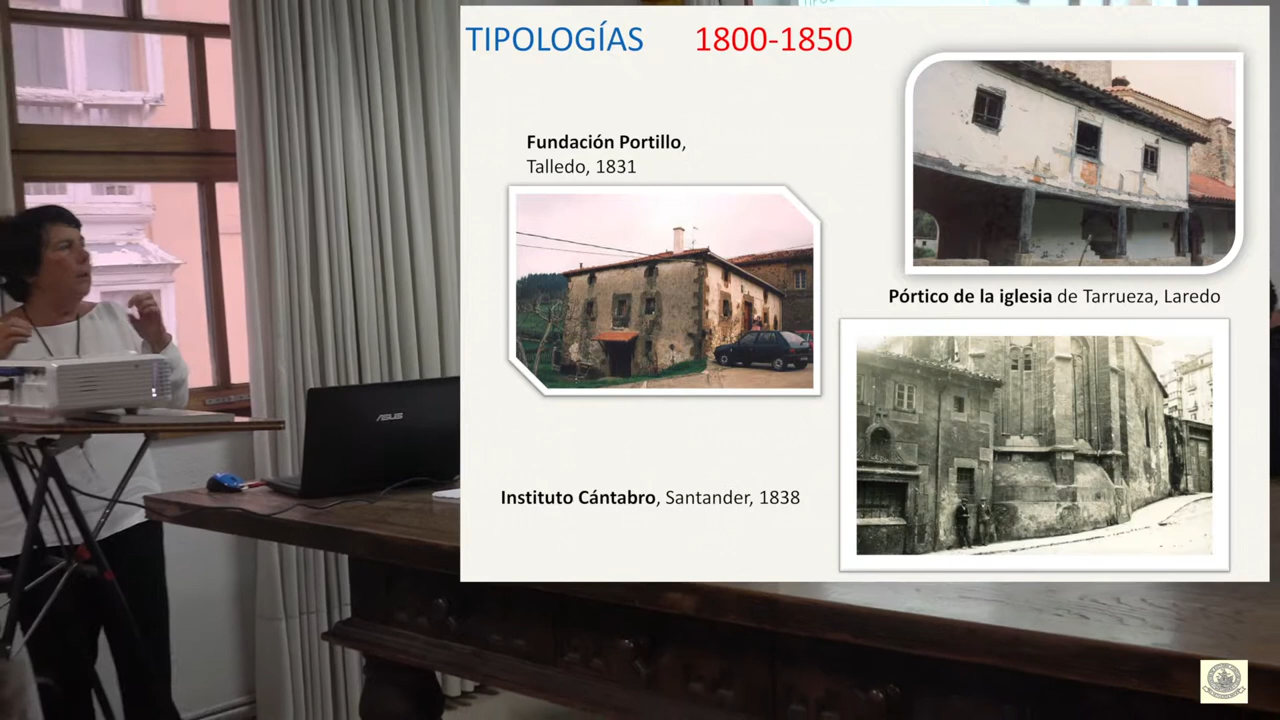 TIPOLOGÍAS 1800-1850
Fundación Portillo,
Talledo, 1831
Pórtico de la iglesia de Tarrueza, Laredo
Instituto Cántabro, Santander, 1838
ASUS